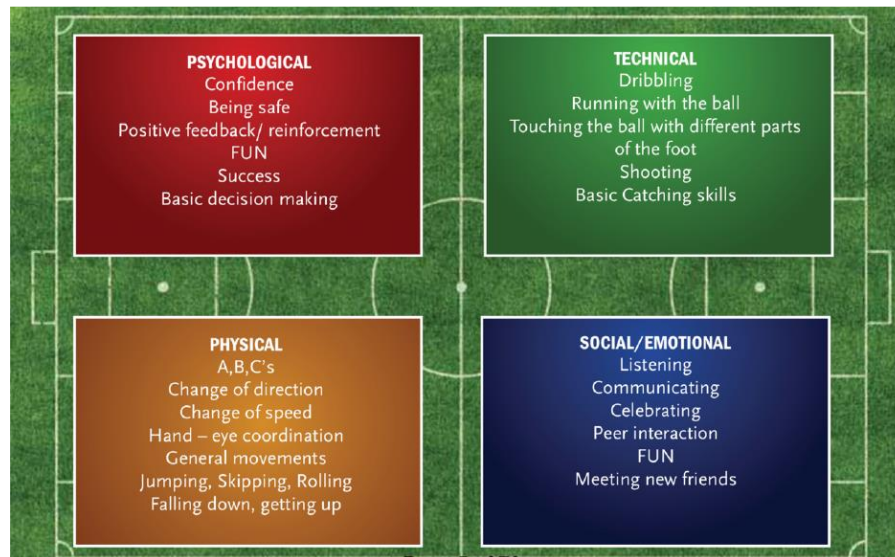 PSYCHOLOGICAL
Confidence
Being safe
Positive feedback/ reinforcement
FUN
Success
Basic decision making
TECHNICAL
Dribbling
Running with the ball
Touching the ball with different parts
of the foot
Shooting
Basic Catching skills
PHYSICAL
A,B,C's
Change of direction
Change of speed
Hand – eye coordination
General movements
Jumping, Skipping, Rolling
Falling down, getting up
SOCIAL/EMOTIONAL
Listening
Communicating
Celebrating
Peer interaction
FUN
Meeting new friends